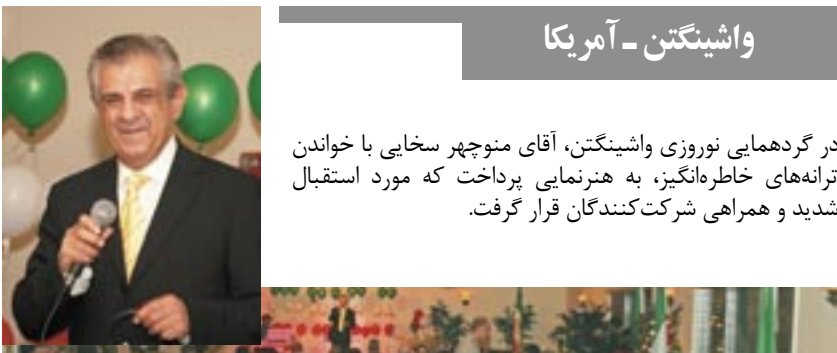 واشینگتن ـ آمریکا
در گردهمایی نوروزی واشینگتن، آقای منوچهر سخایی با خواندن
ترانه‌های خاطره‌انگیز، به هنرنمایی پرداخت که مورد استقبال
شدید و همراهی شرکت‌کنندگان قرار گرفت.